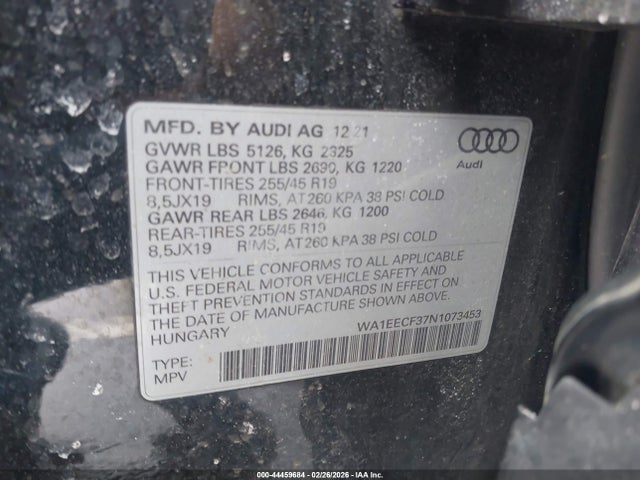 MFD. BY AUDI AG 12 21
GVWR LBS 5126, KG 2325
GAWR FRONT LBS 2690, KG 1220
FRONT-TIRES 255/45 R19
8,5JX19 RIMS, AT 260 KPA 38 PSI COLD
GAWR REAR LBS 2646, KG 1200
REAR-TIRES 255/45 R19
8,5JX19 RIMS, AT 260 KPA 38 PSI COLD
THIS VEHICLE CONFORMS TO ALL APPLICABLE
U.S. FEDERAL MOTOR VEHICLE SAFETY AND
THEFT PREVENTION STANDARDS IN EFFECT ON
THE DATE OF MANUFACTURE SHOWN ABOVE.
HUNGARY WA1EECF37N1073453
TYPE:
MPV
Audi
000-44459684 | 02/26/2026 | IAA Inc.